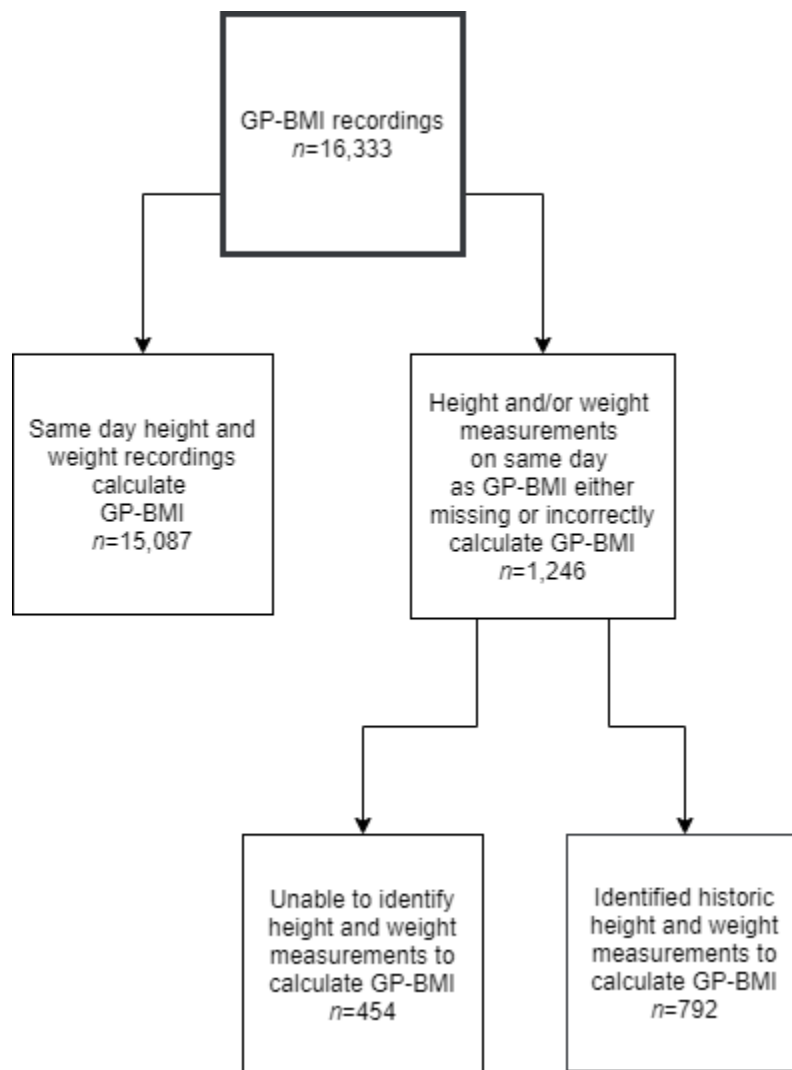 GP-BMI recordings
n=16,333
Same day height and
weight recordings
calculate
GP-BMI
n=15,087
Height and/or weight
measurements
on same day
as GP-BMI either
missing or incorrectly
calculate GP-BMI
n=1,246
Unable to identify
height and weight
measurements to
calculate GP-BMI
n=454
Identified historic
height and weight
measurements to
calculate GP-BMI
n=792